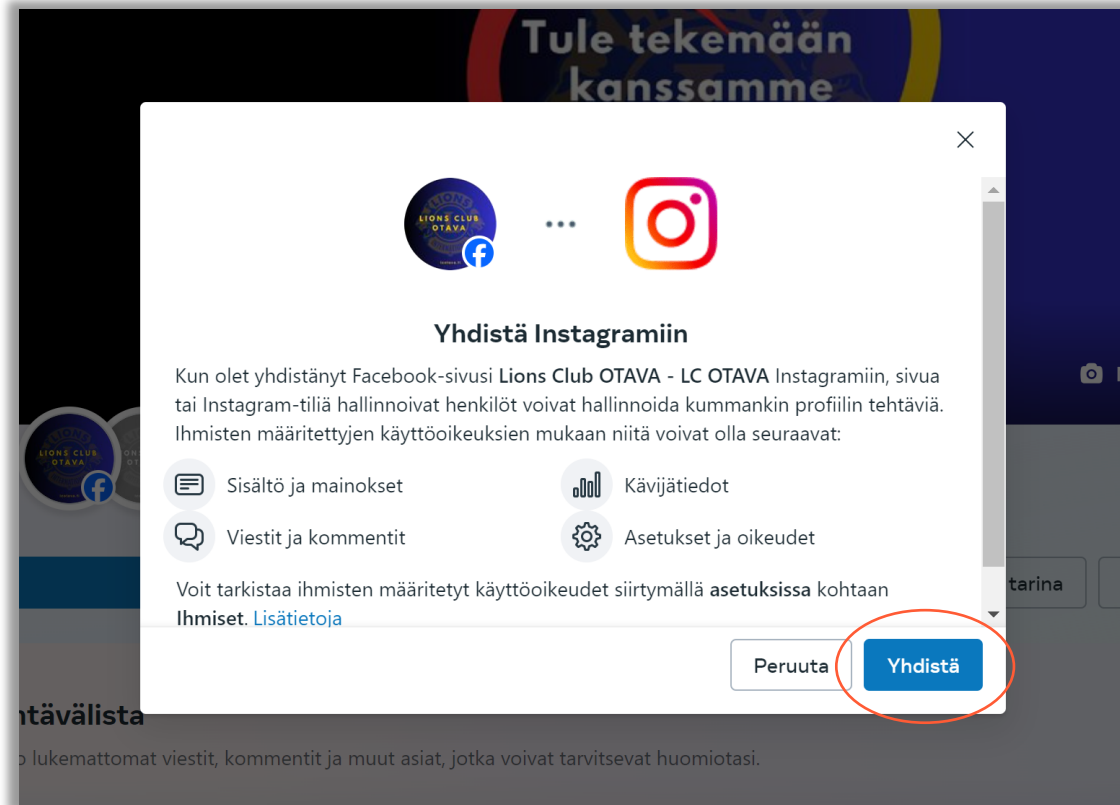 Tule tekemään
kanssamme
LIONS CLUB
OTAVA
Yhdistä Instagramiin
Kun olet yhdistänyt Facebook-sivusi Lions Club OTAVA - LC OTAVA Instagramiin, sivua
tai Instagram-tiliä hallinnoivat henkilöt voivat hallinnoida kummankin profiilin tehtäviä.
Ihmisten määritettyjen käyttöoikeuksien mukaan niitä voivat olla seuraavat:
LIONS CLUB
OTAVA
Sisältö ja mainokset
Kävijätiedot
Viestit ja kommentit
Asetukset ja oikeudet
Voit tarkistaa ihmisten määritetyt käyttöoikeudet siirtymällä asetuksissa kohtaan
Ihmiset. Lisätietoja
tarina
Peruuta
Yhdistä
ntävälista
o lukemattomat viestit, kommentit ja muut asiat, jotka voivat tarvitsevat huomiotasi.